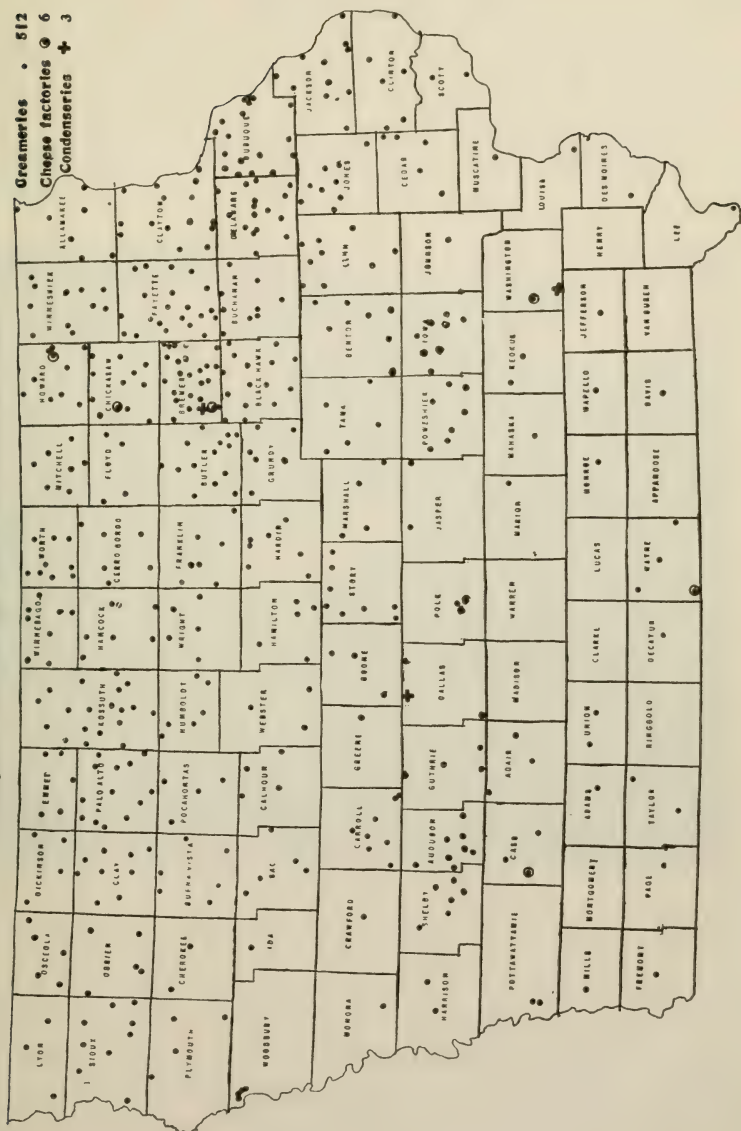 Creameries • 512
Cheese factories ◉ 6
Condenseries ✚ 3
LYON
OSCEOLA
DICKINSON
EMMET
WINNEBAGO
WORTH
MITCHELL
HOWARD
WINNESHIEK
ALLAMAKEE
SIOUX
OBRIEN
CLAY
PALO ALTO
KOSSUTH
HANCOCK
CERRO GORDO
FLOYD
CHICKASAW
PLYMOUTH
CHEROKEE
BUENA VISTA
POCAHONTAS
HUMBOLDT
WRIGHT
FRANKLIN
BUTLER
BREMER
FAYETTE
CLAYTON
WOODBURY
IDA
SAC
CALHOUN
WEBSTER
HAMILTON
HARDIN
GRUNDY
BLACK HAWK
BUCHANAN
DELAWARE
DUBUQUE
MONONA
CRAWFORD
CARROLL
GREENE
BOONE
STORY
MARSHALL
TAMA
BENTON
LINN
JONES
JACKSON
HARRISON
SHELBY
AUDUBON
GUTHRIE
DALLAS
POLK
JASPER
POWESHIEK
IOWA
JOHNSON
CEDAR
CLINTON
SCOTT
MUSCATINE
POTTAWATTAMIE
CASS
ADAIR
MADISON
WARREN
MARION
MAHASKA
KEOKUK
WASHINGTON
LOUISA
MILLS
MONTGOMERY
ADAMS
UNION
CLARKE
LUCAS
MONROE
WAPELLO
JEFFERSON
HENRY
DES MOINES
FREMONT
PAGE
TAYLOR
RINGGOLD
DECATUR
WAYNE
APPANOOSE
DAVIS
VAN BUREN
LEE